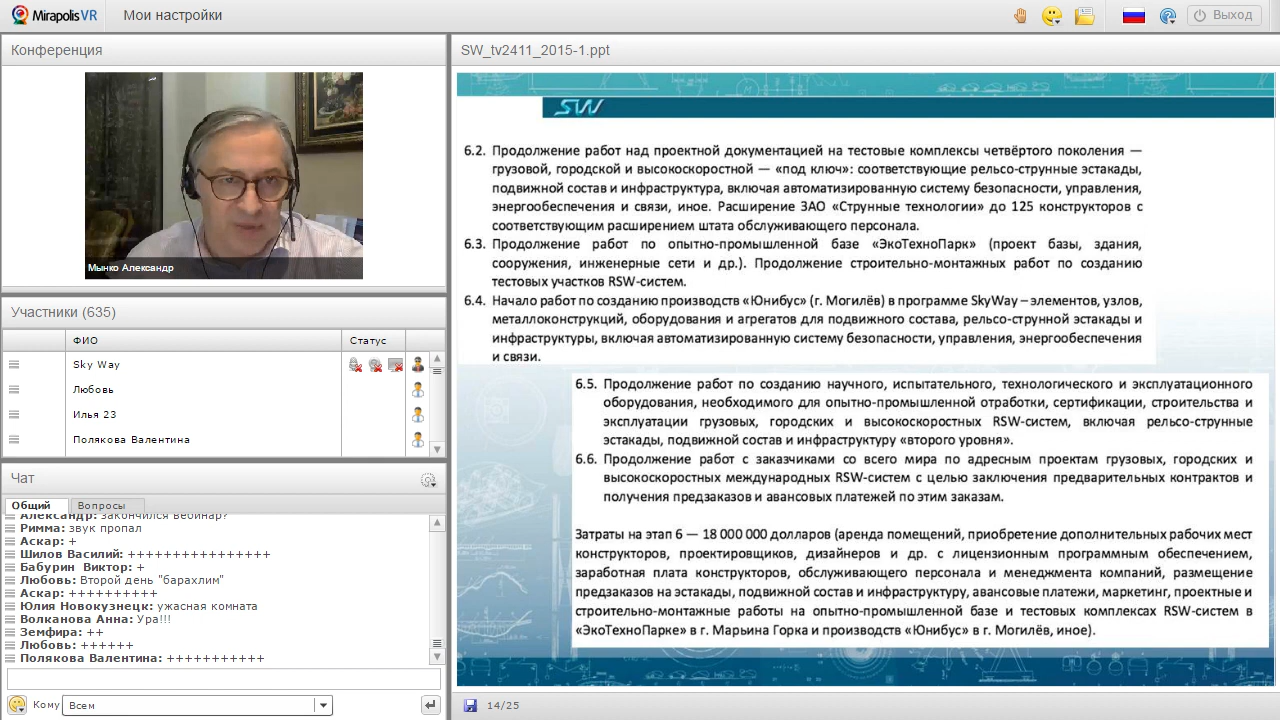 Mirapolis VR
Мои настройки
Выход
Конференция
Мынко Александр
Участники (635)
ФИО
Статус
Sky Way
Любовь
Илья 23
Полякова Валентина
Чат
Общий
Вопросы
Александр: закончился вебинар?
Римма: звук пропал
Аскар: +
Шилов Василий: ++++++++++++++++
Бабурин Виктор: +
Любовь: Второй день "барахлим"
Аскар: ++++++++++
Юлия Новокузнецк: ужасная комната
Волканова Анна: Ура!!!
Земфира: ++
Любовь: ++++++
Полякова Валентина: +++++++++++
Кому
Всем
SW_tv2411_2015-1.ppt
SW
6.2. Продолжение работ над проектной документацией на тестовые комплексы четвёртого поколения —
грузовой, городской и высокоскоростной — «под ключ»: соответствующие рельсо-струнные эстакады,
подвижной состав и инфраструктура, включая автоматизированную систему безопасности, управления,
энергообеспечения и связи, иное. Расширение ЗАО «Струнные технологии» до 125 конструкторов с
соответствующим расширением штата обслуживающего персонала.
6.3. Продолжение работ по опытно-промышленной базе «ЭкоТехноПарк» (проект базы, здания,
сооружения, инженерные сети и др.). Продолжение строительно-монтажных работ по созданию
тестовых участков RSW-систем.
6.4. Начало работ по созданию производств «Юнибус» (г. Могилёв) в программе SkyWay – элементов, узлов,
металлоконструкций, оборудования и агрегатов для подвижного состава, рельсо-струнной эстакады и
инфраструктуры, включая автоматизированную систему безопасности, управления, энергообеспечения
и связи.
6.5. Продолжение работ по созданию научного, испытательного, технологического и эксплуатационного
оборудования, необходимого для опытно-промышленной отработки, сертификации, строительства и
эксплуатации грузовых, городских и высокоскоростных RSW-систем, включая рельсо-струнные
эстакады, подвижной состав и инфраструктуру «второго уровня».
6.6. Продолжение работ с заказчиками со всего мира по адресным проектам грузовых, городских и
высокоскоростных международных RSW-систем с целью заключения предварительных контрактов и
получения предзаказов и авансовых платежей по этим заказам.
Затраты на этап 6 — 18 000 000 долларов (аренда помещений, приобретение дополнительных рабочих мест
конструкторов, проектировщиков, дизайнеров и др. с лицензионным программным обеспечением,
заработная плата конструкторов, обслуживающего персонала и менеджмента компаний, размещение
предзаказов на эстакады, подвижной состав и инфраструктуру, авансовые платежи, маркетинг, проектные и
строительно-монтажные работы на опытно-промышленной базе и тестовых комплексах RSW-систем в
«ЭкоТехноПарке» в г. Марьина Горка и производств «Юнибус» в г. Могилёв, иное).
14/25